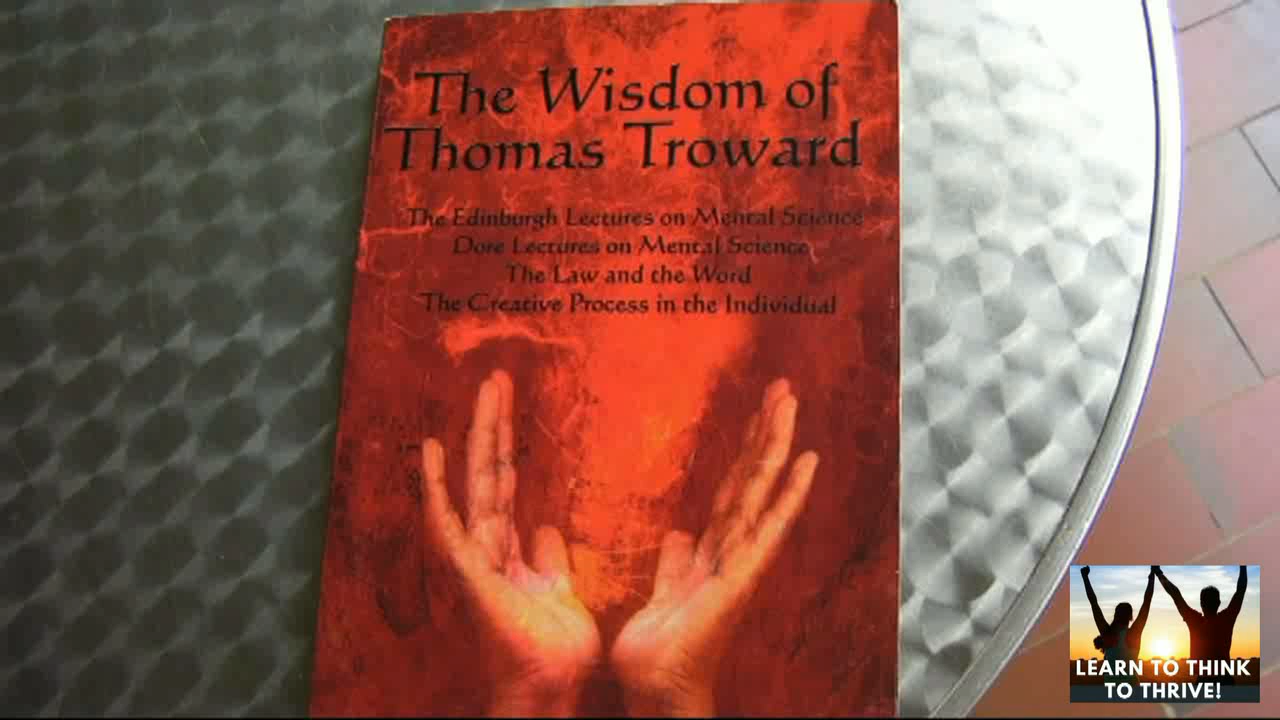 The Wisdom of
Thomas Troward
The Edinburgh Lectures on Mental Science
Dore Lectures on Mental Science
The Law and the Word
The Creative Process in the Individual
LEARN TO THINK
TO THRIVE!